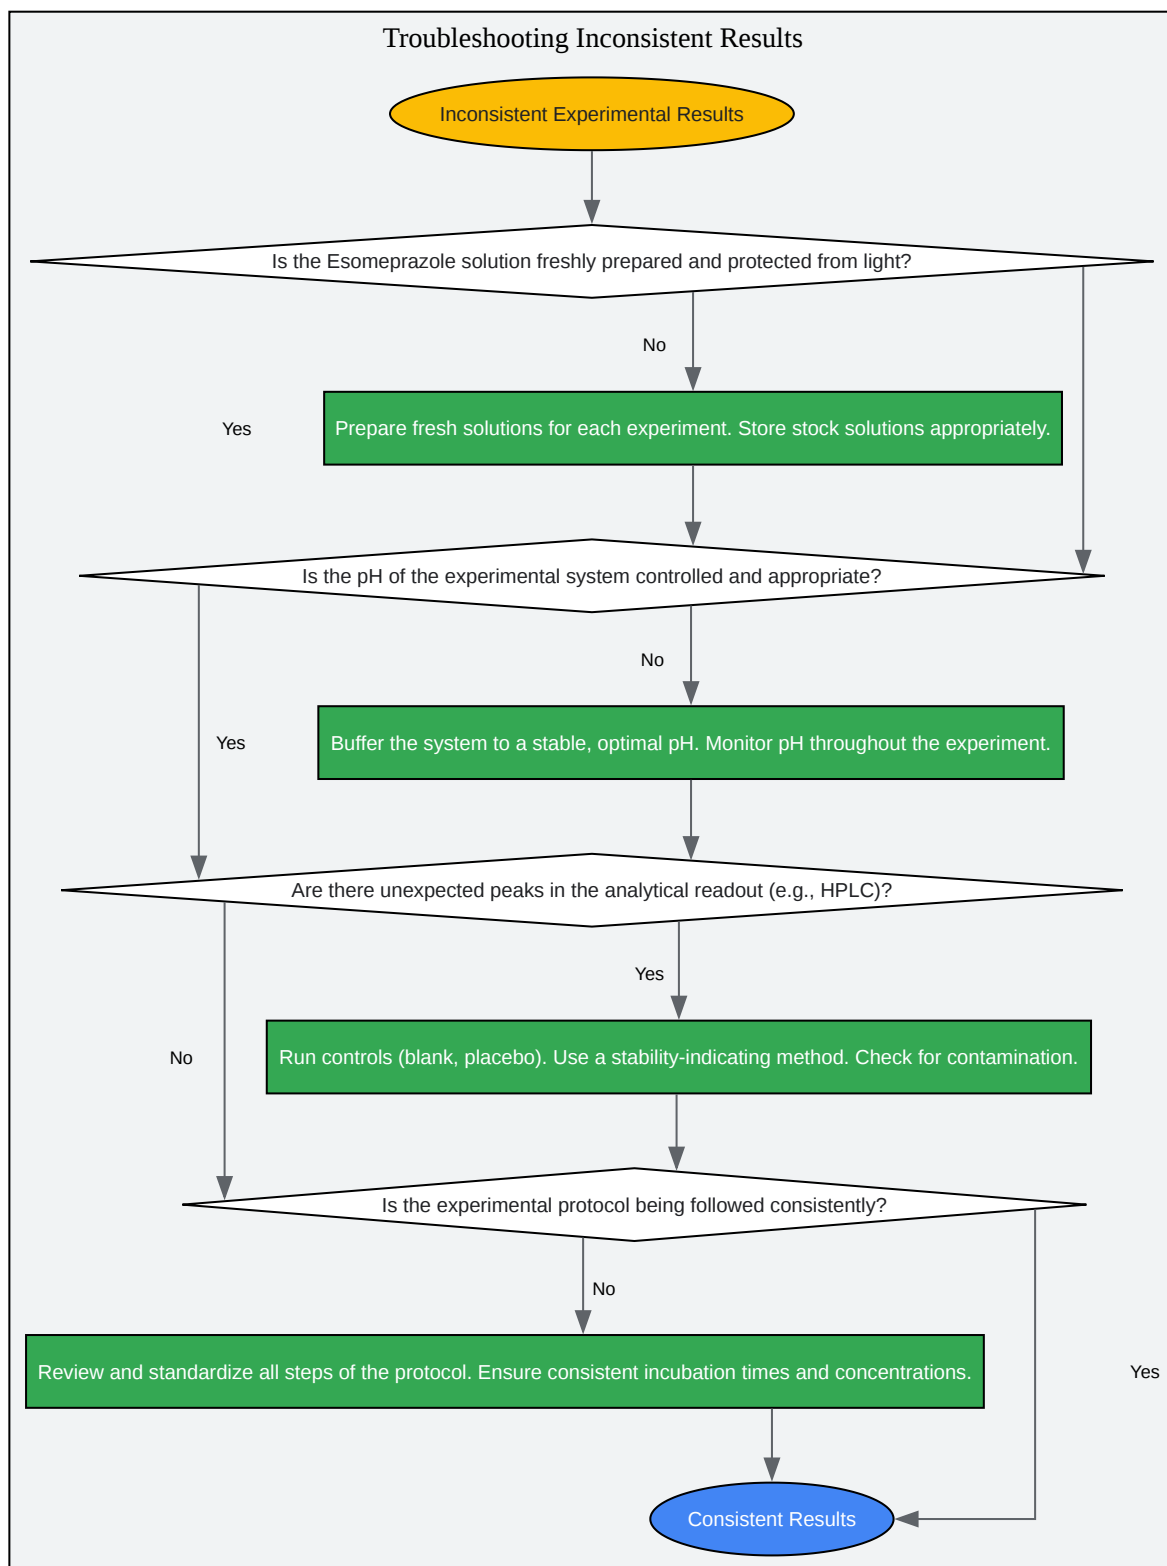 Troubleshooting Inconsistent Results
Inconsistent Experimental Results
Is the Esomeprazole solution freshly prepared and protected from light?
No
Yes
Prepare fresh solutions for each experiment. Store stock solutions appropriately.
Is the pH of the experimental system controlled and appropriate?
No
Yes
Buffer the system to a stable, optimal pH. Monitor pH throughout the experiment.
Are there unexpected peaks in the analytical readout (e.g., HPLC)?
Yes
No
Run controls (blank, placebo). Use a stability-indicating method. Check for contamination.
Is the experimental protocol being followed consistently?
No
Review and standardize all steps of the protocol. Ensure consistent incubation times and concentrations.
Yes
Consistent Results